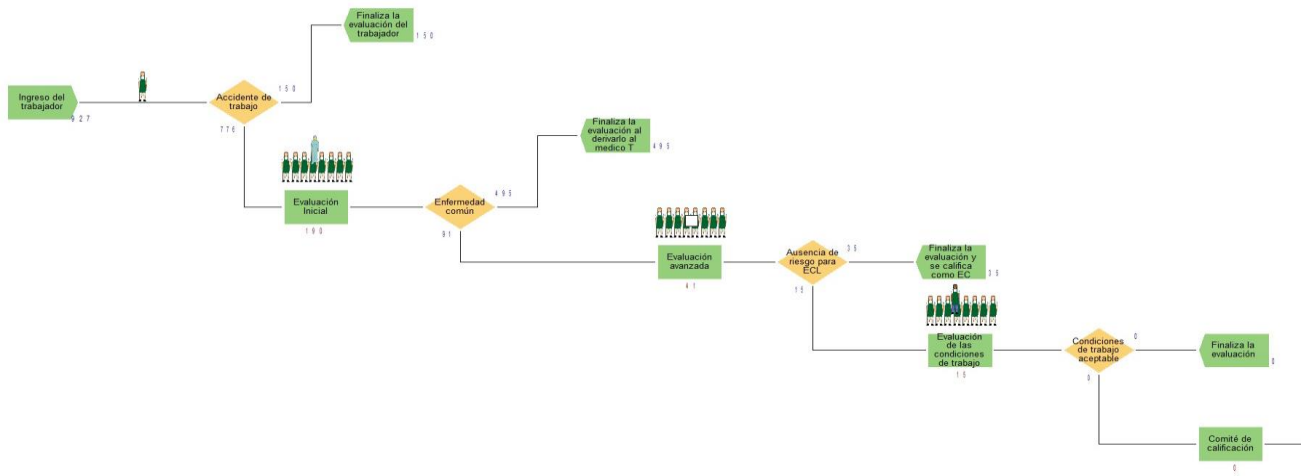 Finaliza la
evaluación del
trabajador
150
Ingreso del
trabajador
927
Accidente de
trabajo
150
776
Finaliza la
evaluación al
derivarlo al
medico T
495
Evaluación
Inicial
190
Enfermedad
común
495
91
Evaluación
avanzada
41
Ausencia de
riesgo para
ECL
35
15
Finaliza la
evaluación y
se califica
como EC
35
Evaluación
de las
condiciones
de trabajo
15
Condiciones
de trabajo
aceptable
0
0
Finaliza la
evaluación
0
Comité de
calificación
0